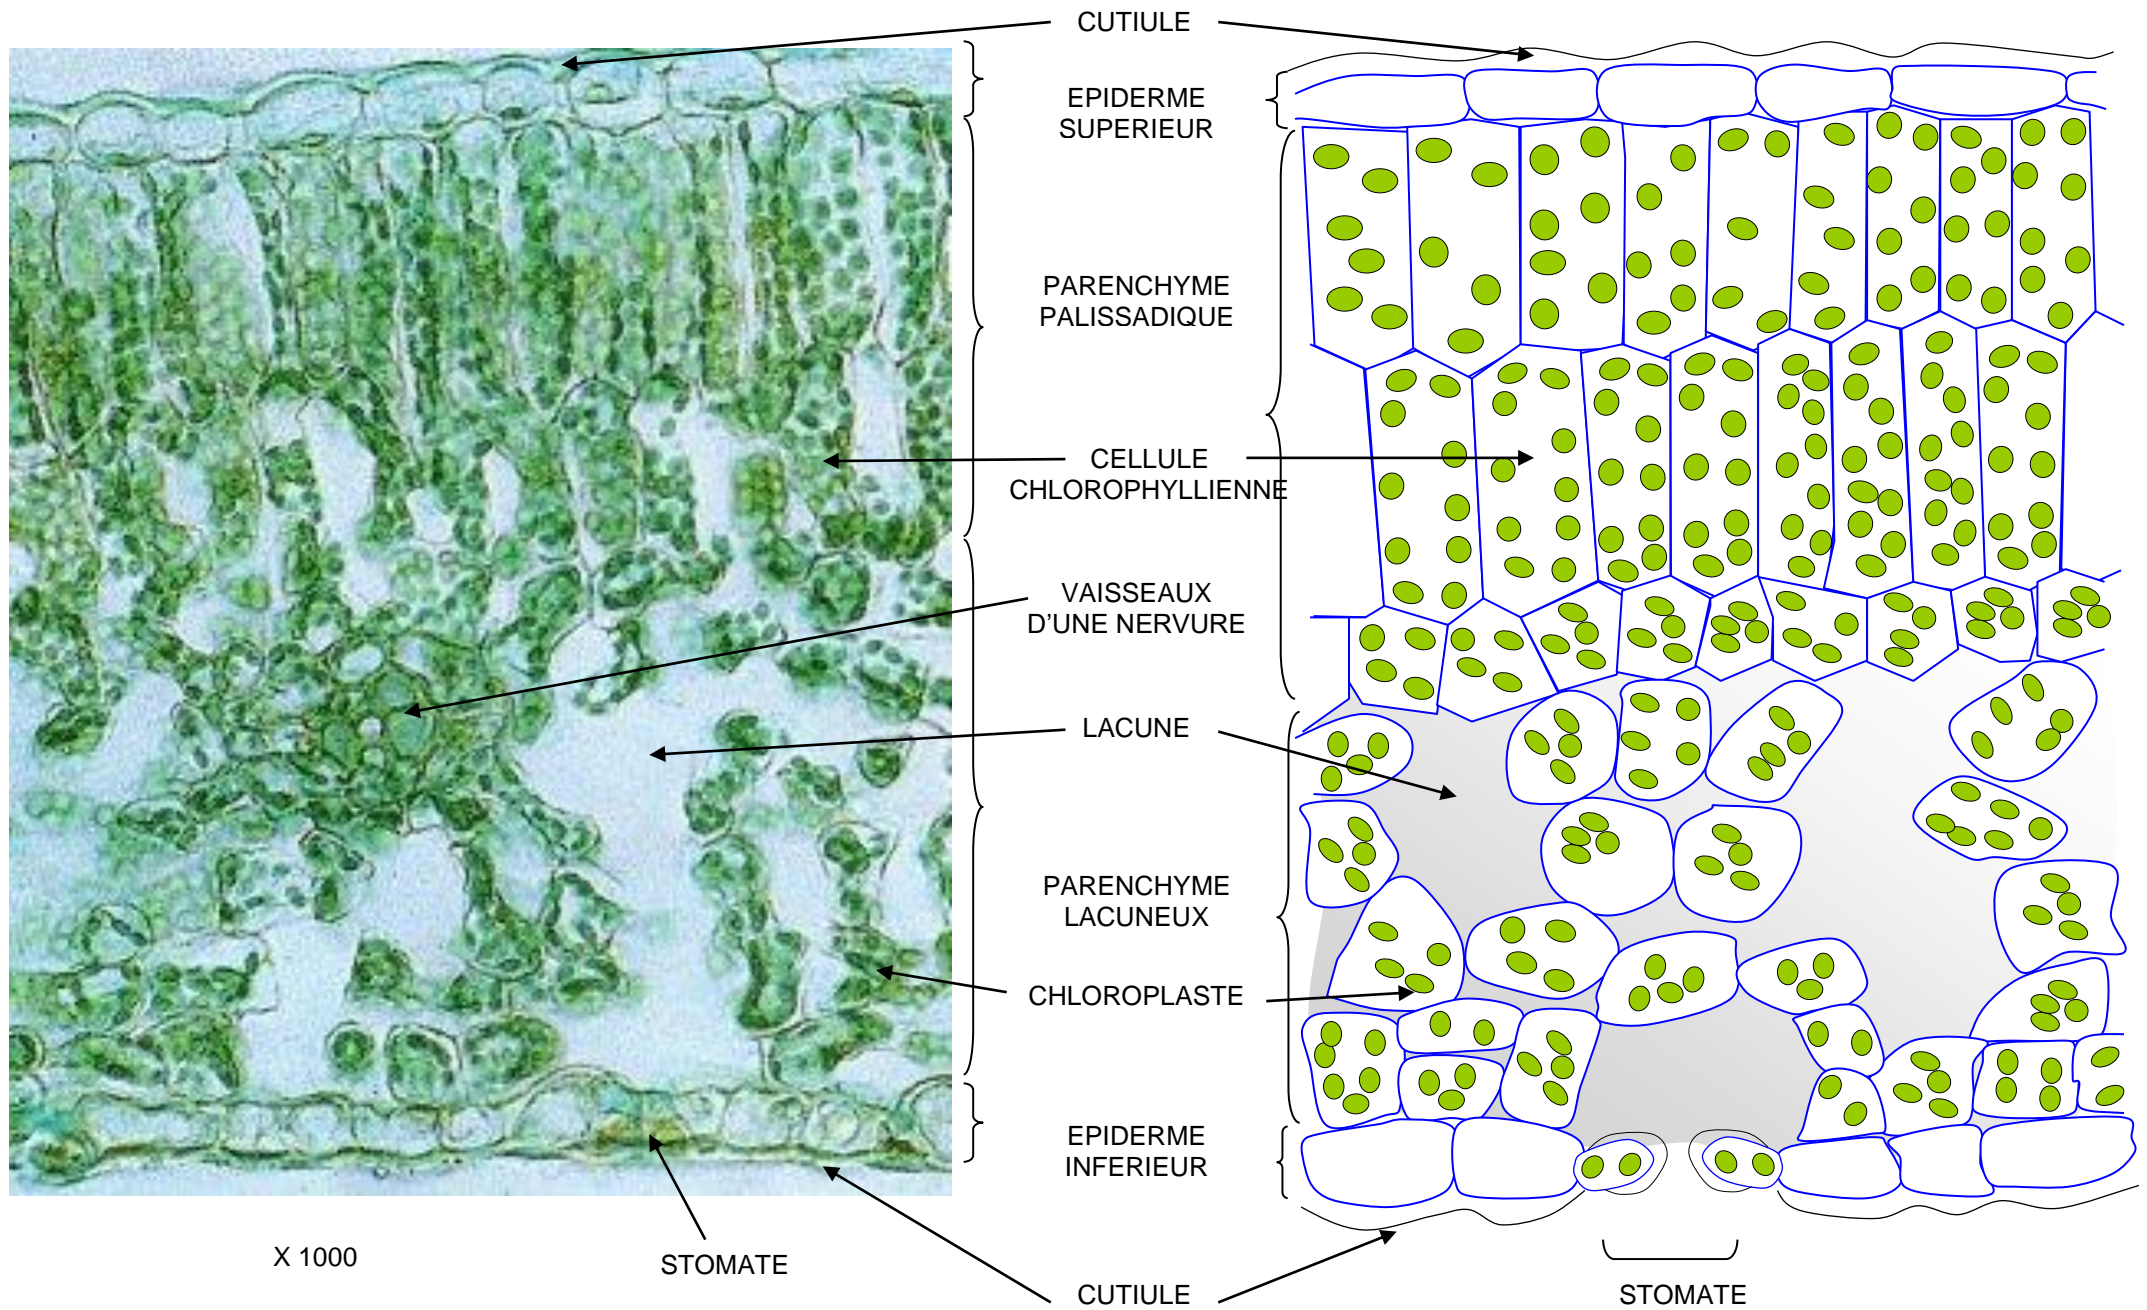 CUTIULE
EPIDERME
SUPERIEUR
PARENCHYME
PALISSADIQUE
CELLULE
CHLOROPHYLLIENNE
VAISSEAUX
D'UNE NERVURE
LACUNE
PARENCHYME
LACUNEUX
CHLOROPLASTE
EPIDERME
INFERIEUR
X 1000
STOMATE
CUTIULE
STOMATE